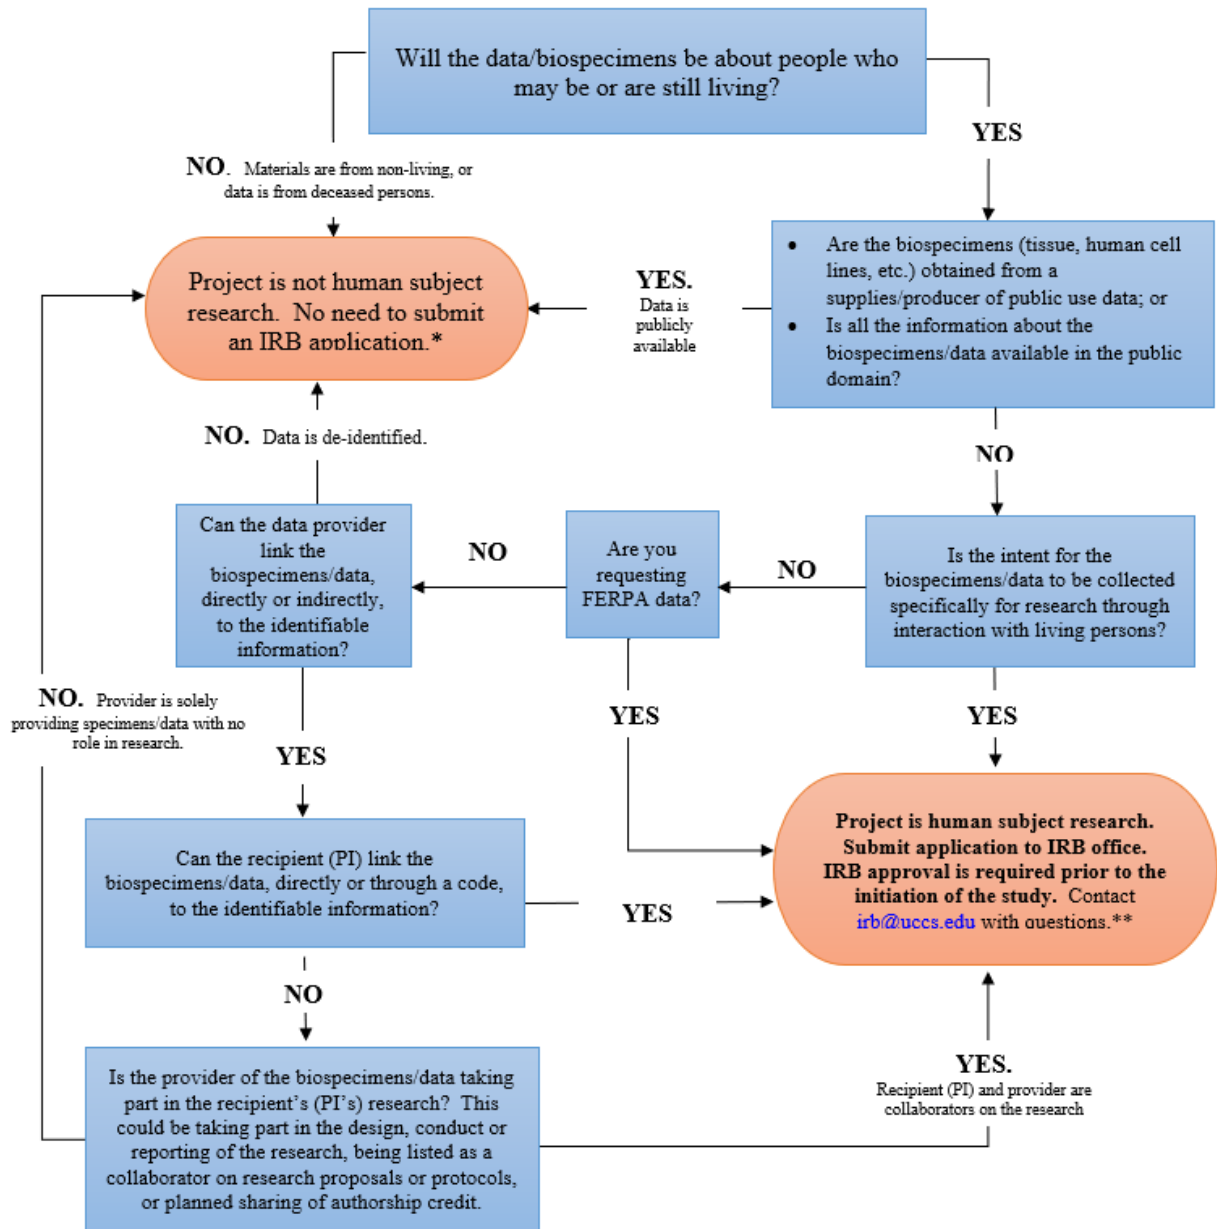 Will the data/biospecimens be about people who
may be or are still living?
YES
NO. Materials are from non-living, or
data is from deceased persons.
Project is not human subject
research. No need to submit
an IRB application.*
YES.
Data is
publicly
available
• Are the biospecimens (tissue, human cell
lines, etc.) obtained from a
supplies/producer of public use data; or
• Is all the information about the
biospecimens/data available in the public
domain?
NO. Data is de-identified.
NO
Can the data provider
link the
biospecimens/data,
directly or indirectly,
to the identifiable
information?
NO
Are you
requesting
FERPA data?
NO
Is the intent for the
biospecimens/data to be collected
specifically for research through
interaction with living persons?
NO. Provider is solely
providing specimens/data with no
role in research.
YES
YES
YES
Can the recipient (PI) link the
biospecimens/data, directly or through a code,
to the identifiable information?
YES
Project is human subject research.
Submit application to IRB office.
IRB approval is required prior to the
initiation of the study. Contact
irb@uccs.edu with questions.**
NO
Is the provider of the biospecimens/data taking
part in the recipient's (PI's) research? This
could be taking part in the design, conduct or
reporting of the research, being listed as a
collaborator on research proposals or protocols,
or planned sharing of authorship credit.
YES.
Recipient (PI) and provider are
collaborators on the research